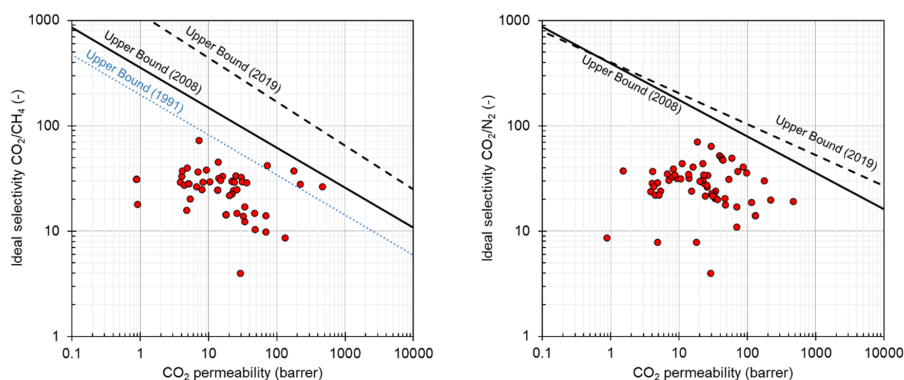 1000
100
10
1
0.1
1
10
100
1000
10000
Ideal selectivity CO₂/CH₄ (-)
CO₂ permeability (barrer)
Upper Bound (2019)
Upper Bound (2008)
Upper Bound (1991)
1000
100
10
1
0.1
1
10
100
1000
10000
Ideal selectivity CO₂/N₂ (-)
CO₂ permeability (barrer)
Upper Bound (2008)
Upper Bound (2019)